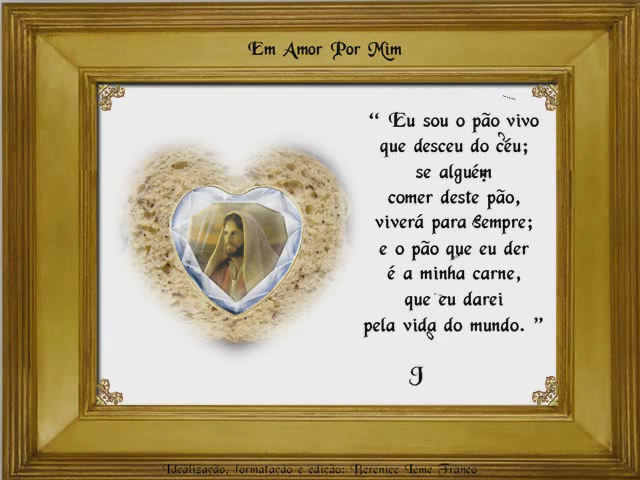 Em Amor Por Mim
“ Eu sou o pão vivo
que desceu do céu;
se alguém
comer deste pão,
viverá para sempre;
e o pão que eu der
é a minha carne,
que eu darei
pela vida do mundo. ”
J
Idealização, formatação e edição: Berenice Leme Franco